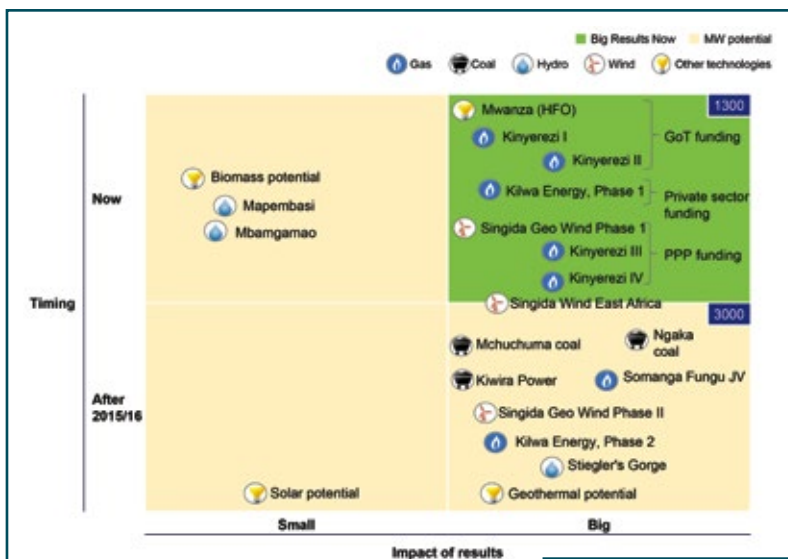 Big Results Now
MW potential
Gas
Coal
Hydro
Wind
Other technologies
Timing
Now
Biomass potential
Mapembasi
Mbamgamao
1300
Mwanza (HFO)
Kinyerezi I
Kinyerezi II
GoT funding
Kilwa Energy, Phase 1
Private sector
funding
Singida Geo Wind Phase 1
Kinyerezi III
Kinyerezi IV
PPP funding
Singida Wind East Africa
3000
After
2015/16
Mchuchuma coal
Ngaka
coal
Kiwira Power
Somanga Fungu JV
Singida Geo Wind Phase II
Kilwa Energy, Phase 2
Stiegler's Gorge
Solar potential
Geothermal potential
Small
Big
Impact of results